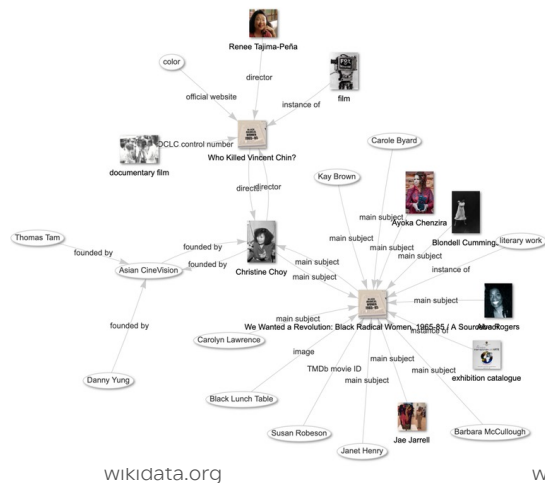 Renee Tajima-Peña
color
director
official website
instance of
film
DCLC control number
documentary film
Who Killed Vincent Chin?
Carole Byard
Kay Brown
director
director
Ayoka Chenzira
main subject
Blondell Cumming
literary work
Thomas Tam
founded by
founded by
main subject
main subject
main subject
Asian CineVision
founded by
Christine Choy
main subject
main subject
instance of
main subject
main subject
We Wanted a Revolution: Black Radical Women, 1965-85 / A
Rogers
instance of
founded by
Carolyn Lawrence
image
TMDb movie ID
main subject
main subject
main subject
exhibition catalogue
Danny Yung
Black Lunch Table
Susan Robeson
Janet Henry
Jae Jarrell
Barbara McCullough
wikidata.org
w